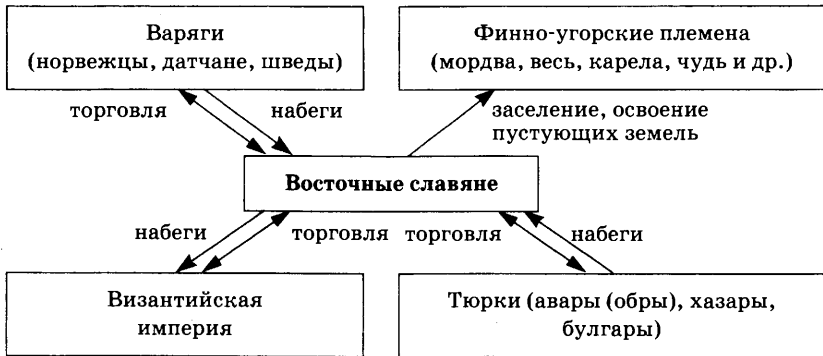 Варяги
(норвежцы, датчане, шведы)
Финно-угорские племена
(мордва, весь, карела, чудь и др.)
торговля
набеги
заселение, освоение
пустующих земель
Восточные славяне
набеги
торговля
торговля
набеги
Византийская
империя
Тюрки (авары (обры), хазары,
булгары)